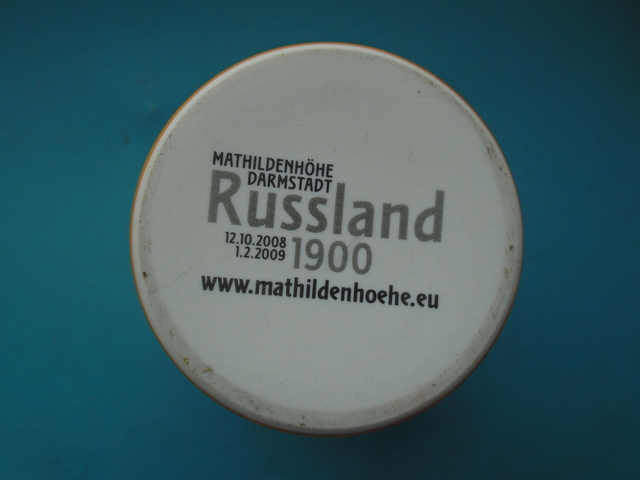 MATHILDENHÖHE
DARMSTADT
Russland
12.10.2008
1.2.2009
1900
www.mathildenhoehe.eu